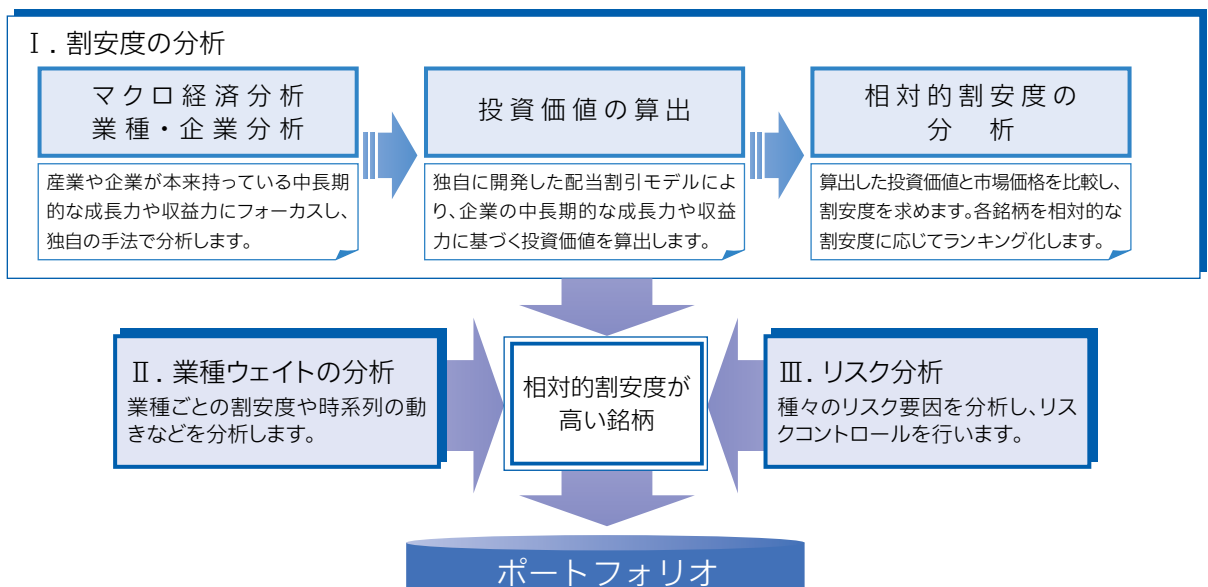 Ⅰ. 割安度の分析
マクロ経済分析
業種・企業分析
産業や企業が本来持っている中長期
的な成長力や収益力にフォーカスし、
独自の手法で分析します。
投資価値の算出
独自に開発した配当割引モデルによ
り、企業の中長期的な成長力や収益
力に基づく投資価値を算出します。
相対的割安度の
分 析
算出した投資価値と市場価格を比較し、
割安度を求めます。各銘柄を相対的な
割安度に応じてランキング化します。
Ⅱ. 業種ウェイトの分析
業種ごとの割安度や時系列の動
きなどを分析します。
相対的割安度が
高い銘柄
Ⅲ. リスク分析
種々のリスク要因を分析し、リス
クコントロールを行います。
ポートフォリオ